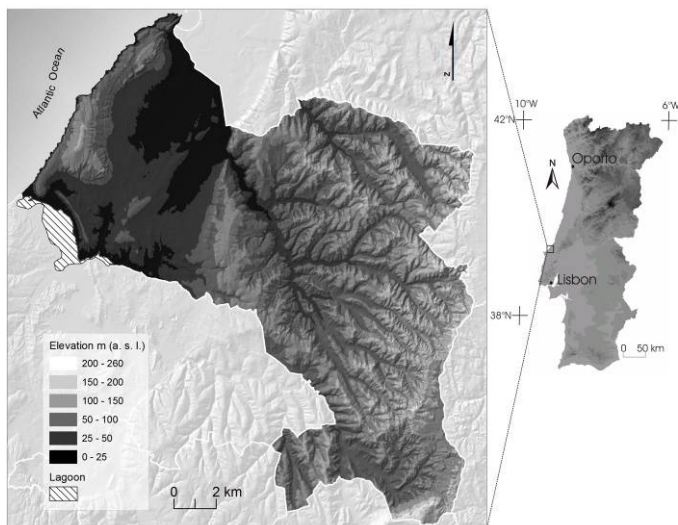 Atlantic Ocean
N
Elevation m (a. s. l.)
200 - 260
150 - 200
100 - 150
50 - 100
25 - 50
0 - 25
Lagoon
0 2 km
10°W
6°W
42°N
Oporto
N
Lisbon
38°N
0 50 km